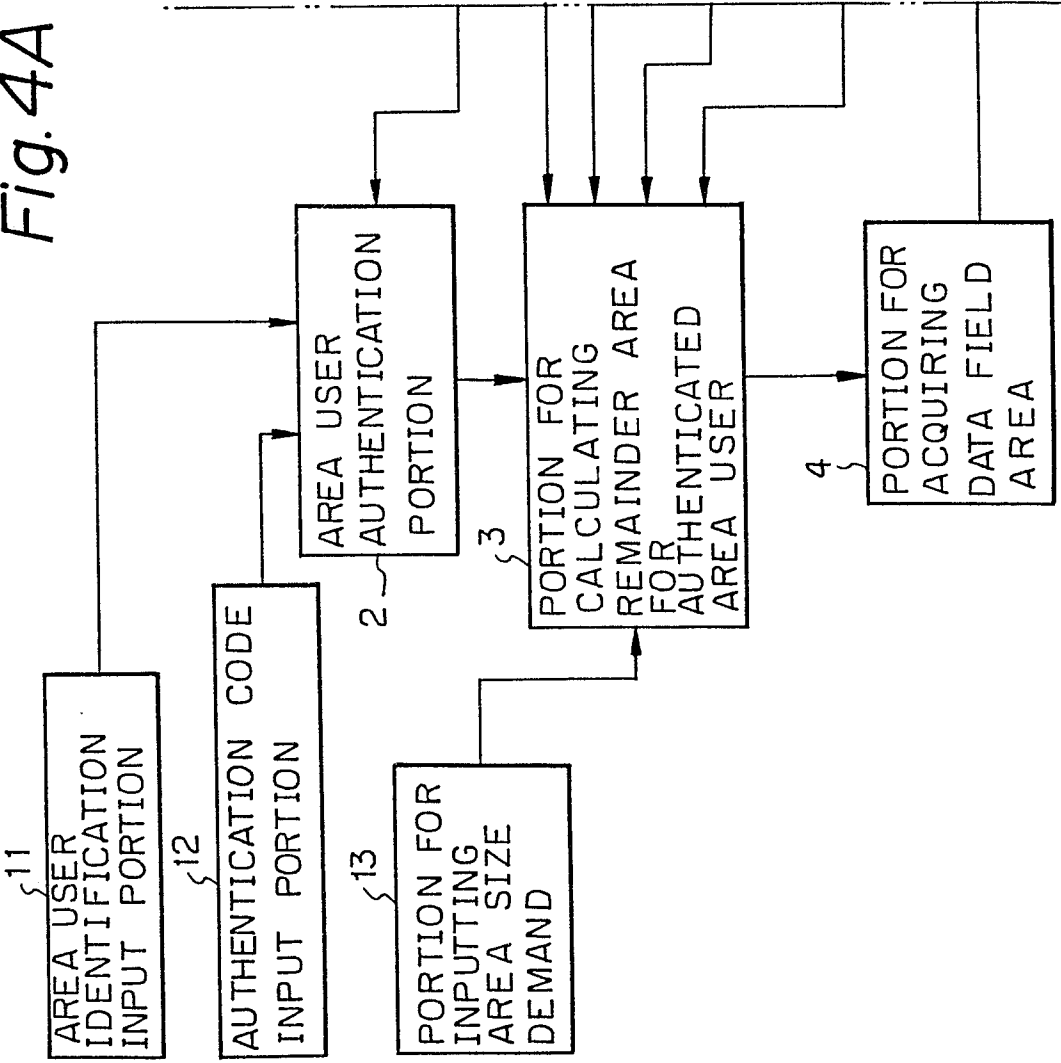 Fig. 4A
11
AREA USER
IDENTIFICATION
INPUT PORTION
12
AUTHENTICATION CODE
INPUT PORTION
13
PORTION FOR
INPUTTING
AREA SIZE
DEMAND
2
AREA USER
AUTHENTICATION
PORTION
3
PORTION FOR
CALCULATING
REMAINDER AREA
FOR
AUTHENTICATED
AREA USER
4
PORTION FOR
ACQUIRING
DATA FIELD
AREA